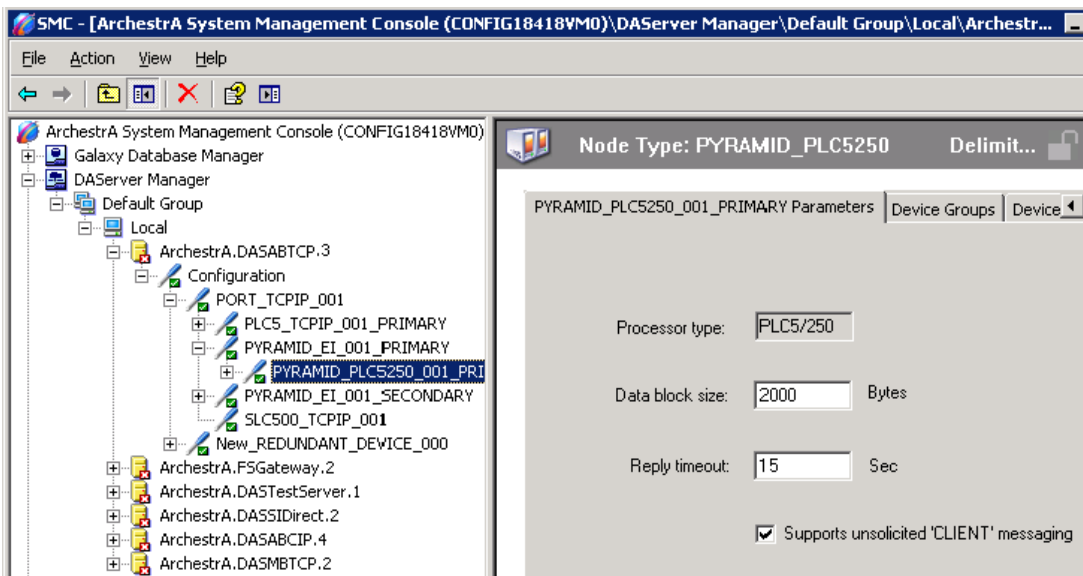 SMC - [ArchestrA System Management Console (CONFIG18418VM0)\DAServer Manager\Default Group\Local\Archestr...
File Action View Help
ArchestrA System Management Console (CONFIG18418VM0)
Galaxy Database Manager
DAServer Manager
Default Group
Local
ArchestrA.DASABTCP.3
Configuration
PORT_TCPIP_001
PLC5_TCPIP_001_PRIMARY
PYRAMID_EI_001_PRIMARY
PYRAMID_PLC5250_001_PRI
PYRAMID_EI_001_SECONDARY
SLC500_TCPIP_001
New_REDUNDANT_DEVICE_000
ArchestrA.FSGateway.2
ArchestrA.DASTestServer.1
ArchestrA.DASSIDirect.2
ArchestrA.DASABCIP.4
ArchestrA.DASMBTCP.2
Node Type: PYRAMID_PLC5250 Delimit...
PYRAMID_PLC5250_001_PRIMARY Parameters Device Groups Device
Processor type: PLC5/250
Data block size: 2000 Bytes
Reply timeout: 15 Sec
Supports unsolicited 'CLIENT' messaging